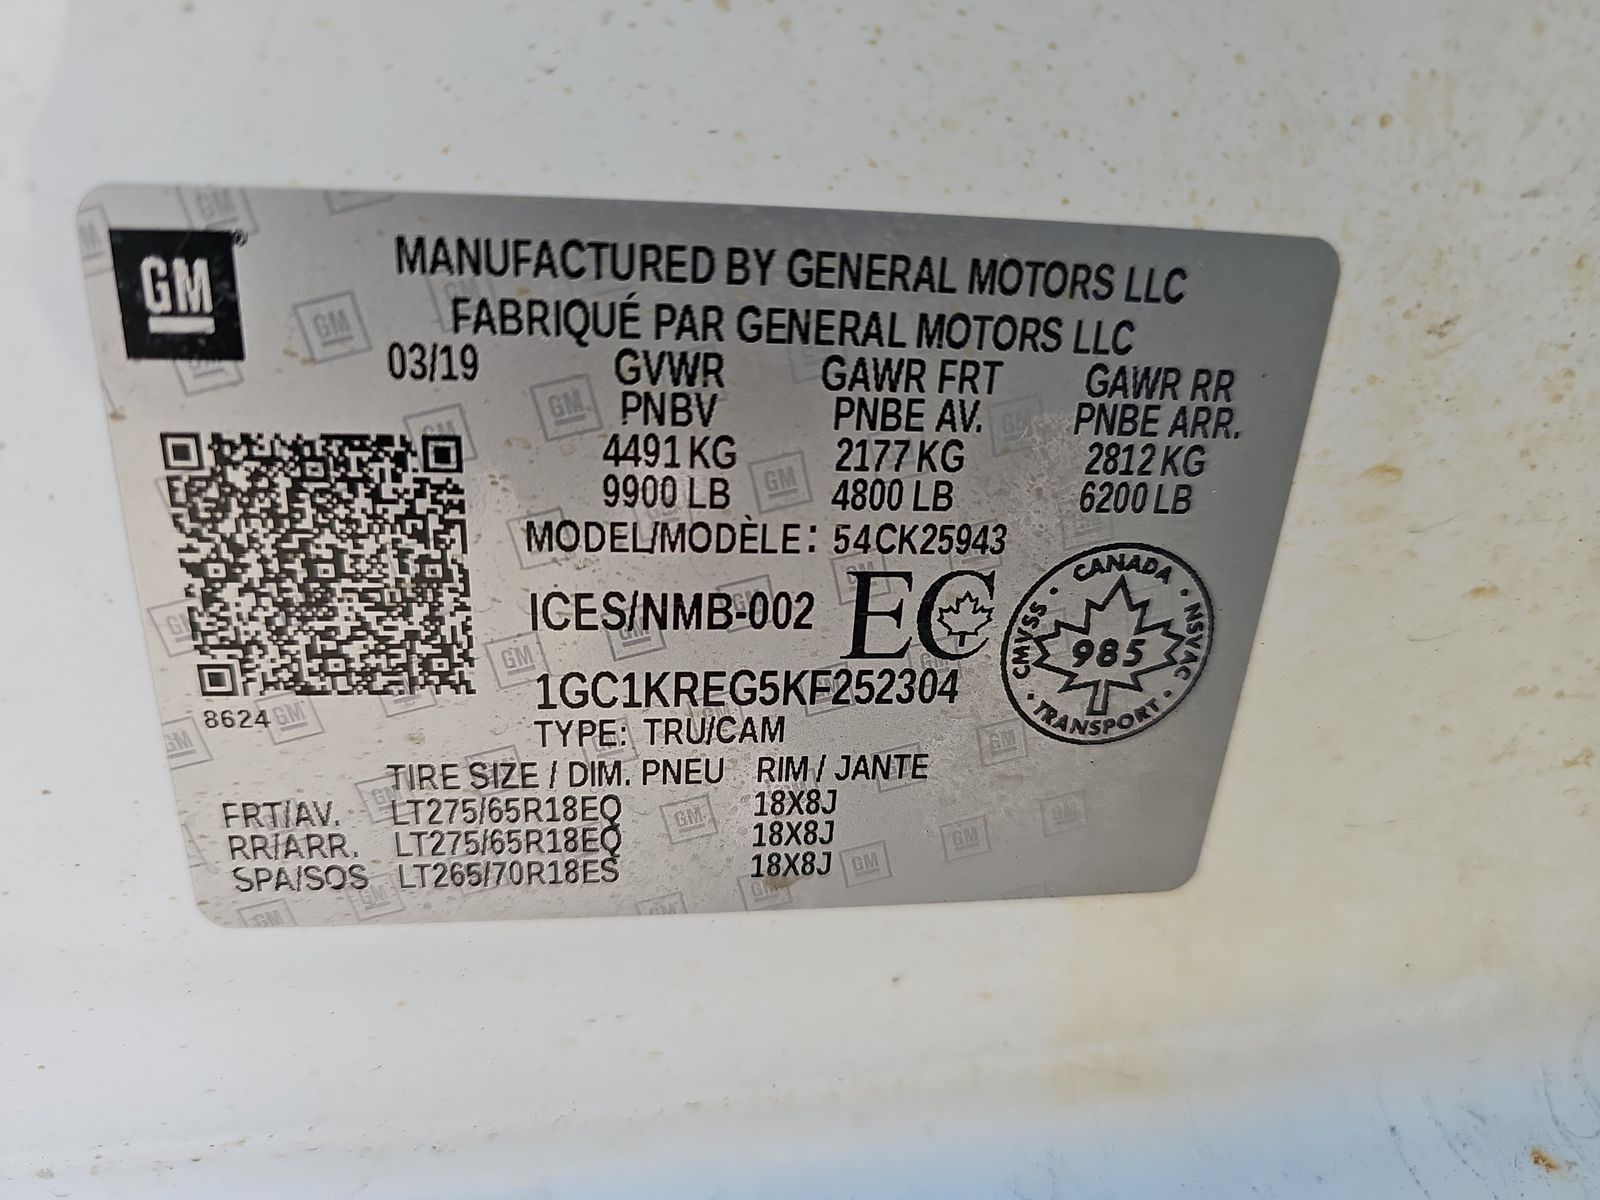 GM
MANUFACTURED BY GENERAL MOTORS LLC
FABRIQUÉ PAR GENERAL MOTORS LLC
03/19 GVWR GAWR FRT GAWR RR
PNBV PNBE AV. PNBE ARR.
4491 KG 2177 KG 2812 KG
9900 LB 4800 LB 6200 LB
MODEL/MODÈLE: 54CK25943
ICES/NMB-002 EC
CANADA
CMVSS · NSVAC
985
TRANSPORT
1GC1KREG5KF252304
8624
TYPE: TRU/CAM
TIRE SIZE / DIM. PNEU RIM / JANTE
FRT/AV. LT275/65R18EQ 18X8J
RR/ARR. LT275/65R18EQ 18X8J
SPA/SOS LT265/70R18ES 18X8J